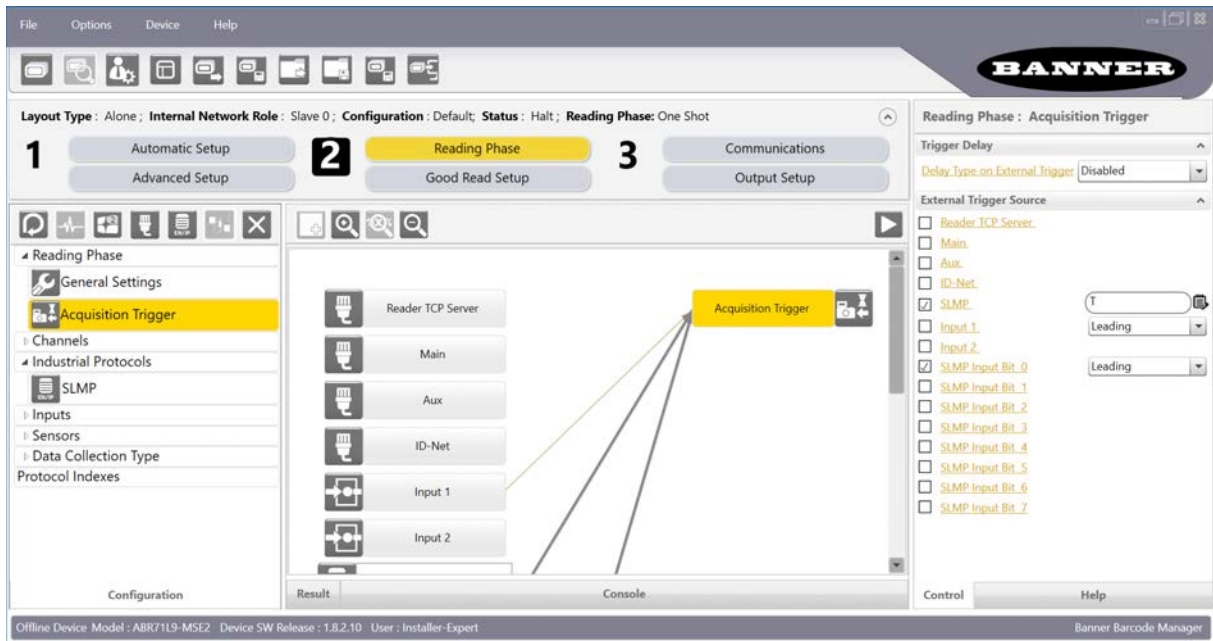 File Options Device Help
BANNER
Layout Type : Alone ; Internal Network Role : Slave 0 ; Configuration : Default; Status : Halt ; Reading Phase: One Shot
1 Automatic Setup Advanced Setup
2 Reading Phase Good Read Setup
3 Communications Output Setup
Reading Phase
General Settings
Acquisition Trigger
Channels
Industrial Protocols
SLMP
Inputs
Sensors
Data Collection Type
Protocol Indexes
Configuration
Reader TCP Server
Main
Aux
ID-Net
Input 1
Input 2
Acquisition Trigger
Result Console
Reading Phase : Acquisition Trigger
Trigger Delay
Delay Type on External Trigger Disabled
External Trigger Source
Reader TCP Server
Main
Aux
ID-Net
SLMP T
Input 1 Leading
Input 2
SLMP Input Bit 0 Leading
SLMP Input Bit 1
SLMP Input Bit 2
SLMP Input Bit 3
SLMP Input Bit 4
SLMP Input Bit 5
SLMP Input Bit 6
SLMP Input Bit 7
Control Help
Offline Device Model : ABR71L9-MSE2 Device SW Release : 1.8.2.10 User : Installer-Expert
Banner Barcode Manager